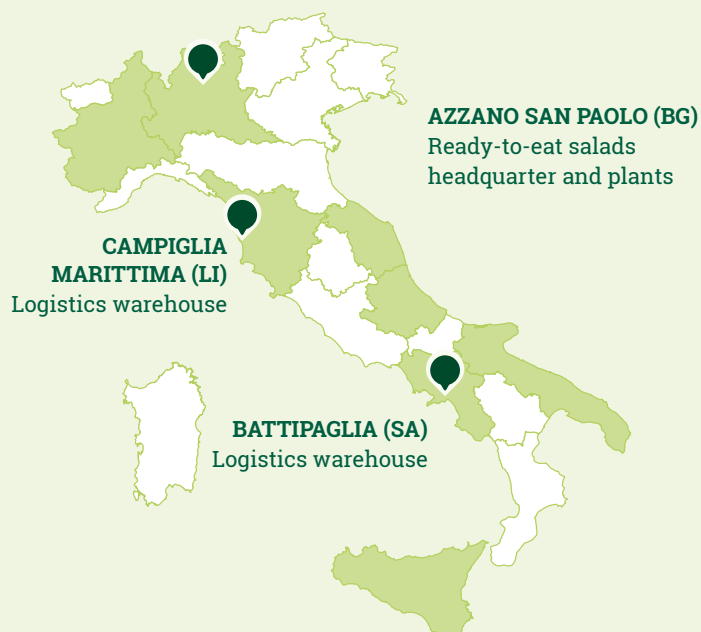 AZZANO SAN PAOLO (BG)
Ready-to-eat salads
headquarter and plants
CAMPIGLIA
MARITTIMA (LI)
Logistics warehouse
BATTIPAGLIA (SA)
Logistics warehouse